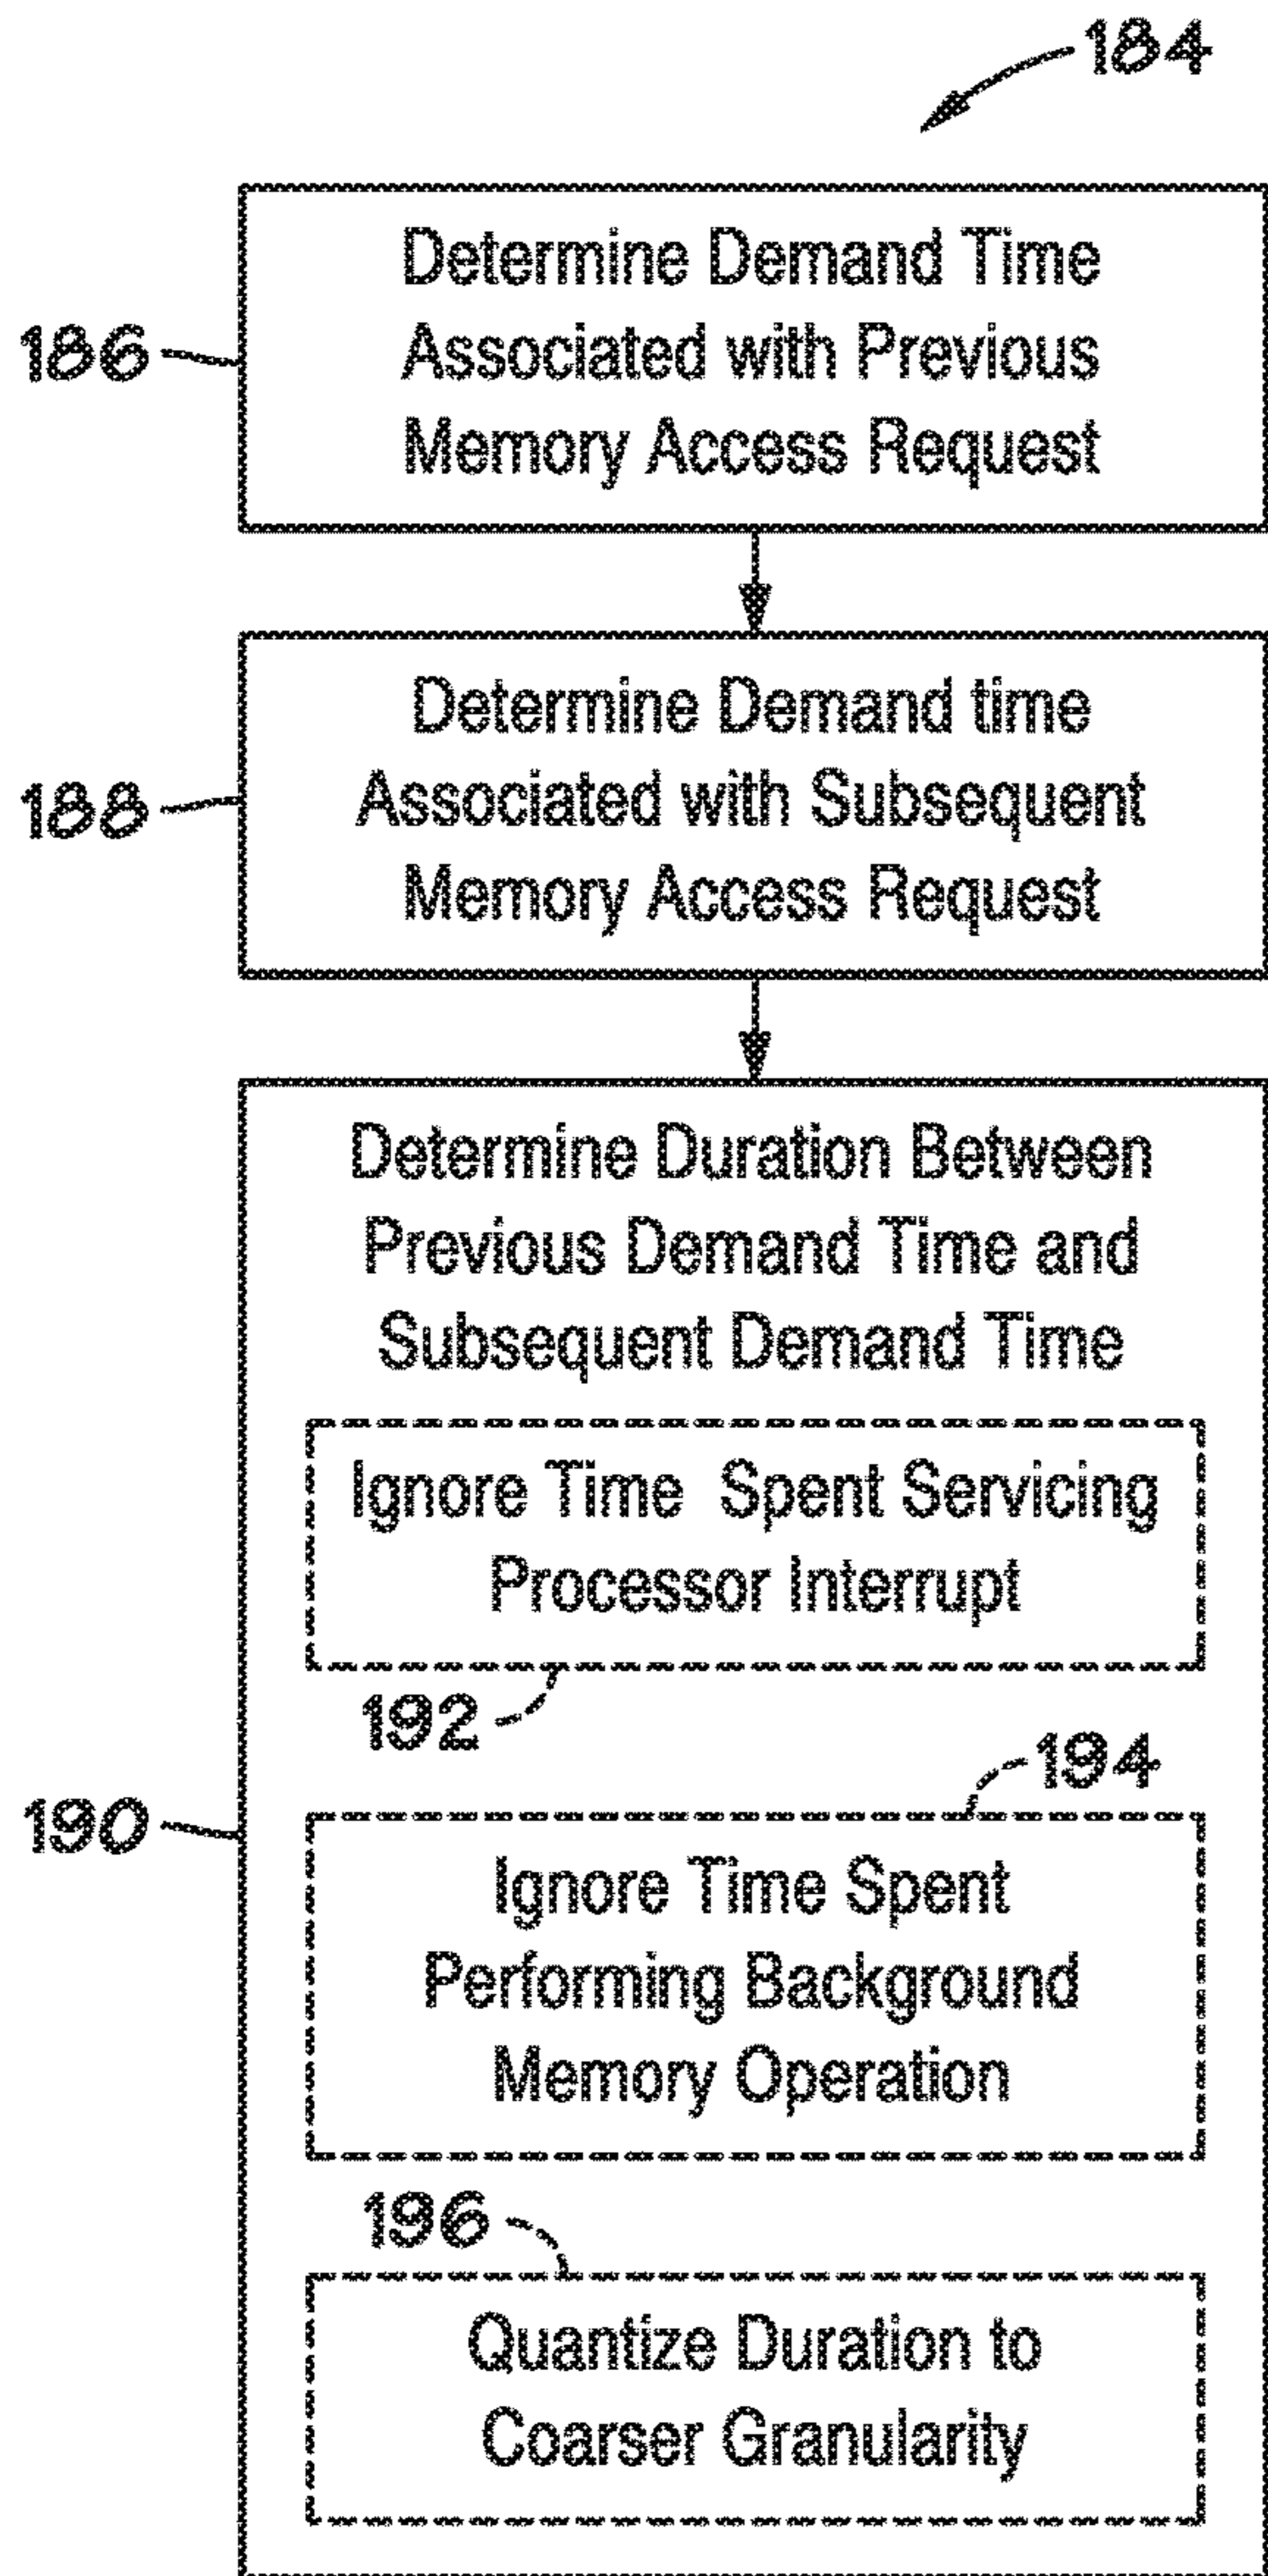 184
Determine Demand Time
186
Associated with Previous
Memory Access Request
Determine Demand time
188
Associated with Subsequent
Memory Access Request
Determine Duration Between
Previous Demand Time and
Subsequent Demand Time
Ignore Time Spent Servicing
Processor Interrupt
192
194
190
Ignore Time Spent
Performing Background
Memory Operation
196
Quantize Duration to
Coarser Granularity